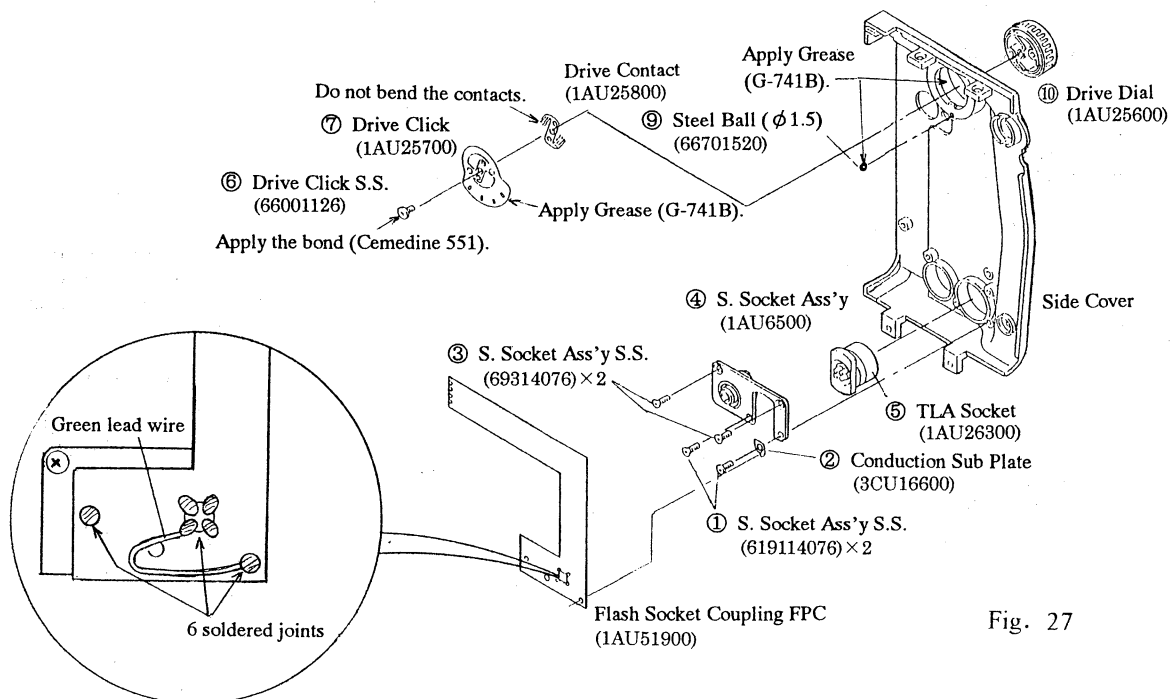 Apply Grease
(G-741B).
⑩ Drive Dial
(1AU25600)
Drive Contact
(1AU25800)
Do not bend the contacts.
⑦ Drive Click
(1AU25700)
⑨ Steel Ball (ϕ1.5)
(66701520)
⑥ Drive Click S.S.
(66001126)
Apply Grease (G-741B).
Apply the bond (Cemedine 551).
④ S. Socket Ass'y
(1AU6500)
Side Cover
③ S. Socket Ass'y S.S.
(69314076)×2
⑤ TLA Socket
(1AU26300)
② Conduction Sub Plate
(3CU16600)
① S. Socket Ass'y S.S.
(619114076)×2
Green lead wire
6 soldered joints
Flash Socket Coupling FPC
(1AU51900)
Fig. 27